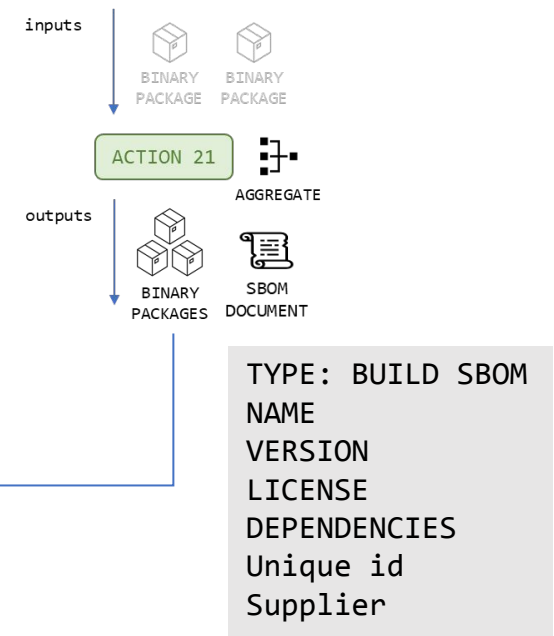 inputs
BINARY BINARY
PACKAGE PACKAGE
ACTION 21
AGGREGATE
outputs
BINARY
PACKAGES
SBOM
DOCUMENT
TYPE: BUILD SBOM
NAME
VERSION
LICENSE
DEPENDENCIES
Unique id
Supplier